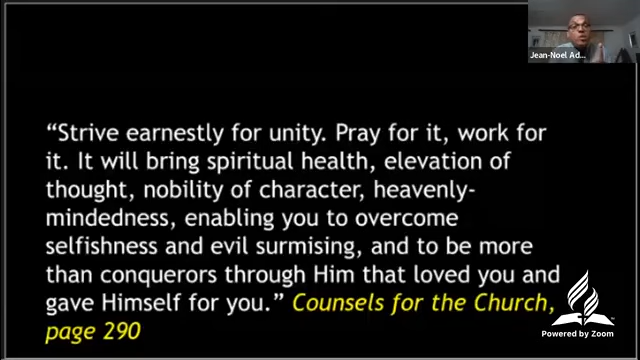 Jean-Noel Ad...
“Strive earnestly for unity. Pray for it, work for
it. It will bring spiritual health, elevation of
thought, nobility of character, heavenly-
mindedness, enabling you to overcome
selfishness and evil surmising, and to be more
than conquerors through Him that loved you and
gave Himself for you.” Counsels for the Church,
page 290
Powered by Zoom